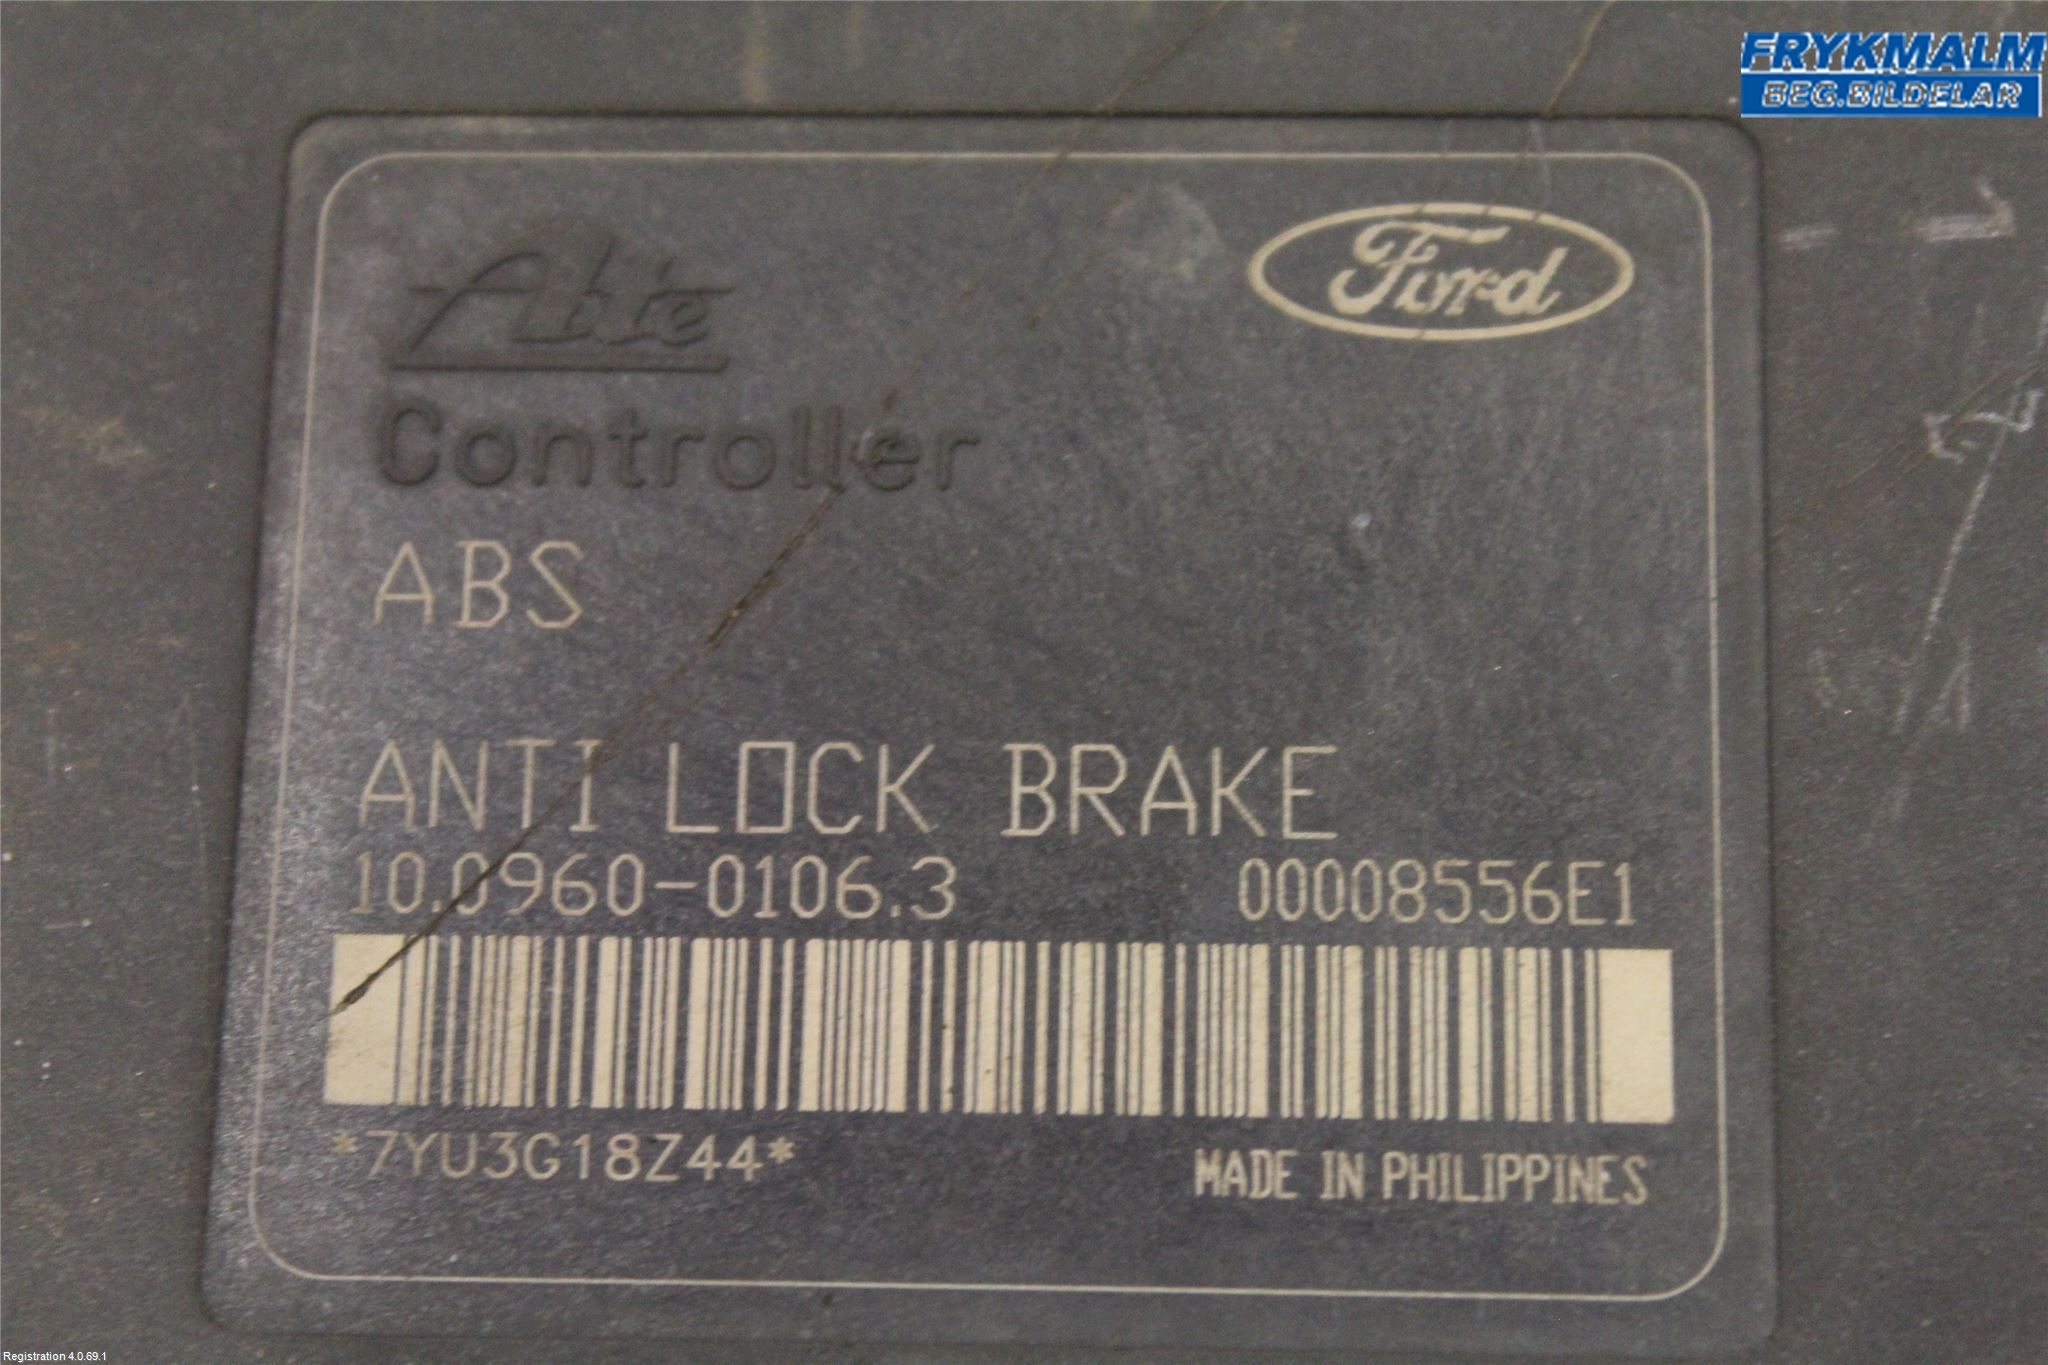 FRYKMALM
BEG.BILDELAR
Ate
Ford
Controller
ABS
ANTI LOCK BRAKE
10.0960-0106.3 00008556E1
*7YU3G18Z44*
MADE IN PHILIPPINES
Registration 4.0.69.1